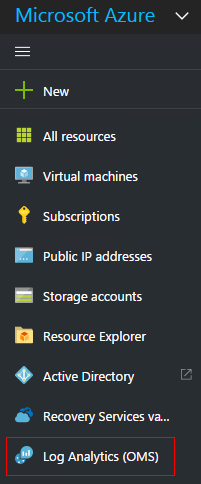 Microsoft Azure
New
All resources
Virtual machines
Subscriptions
Public IP addresses
Storage accounts
Resource Explorer
Active Directory
Recovery Services va...
Log Analytics (OMS)